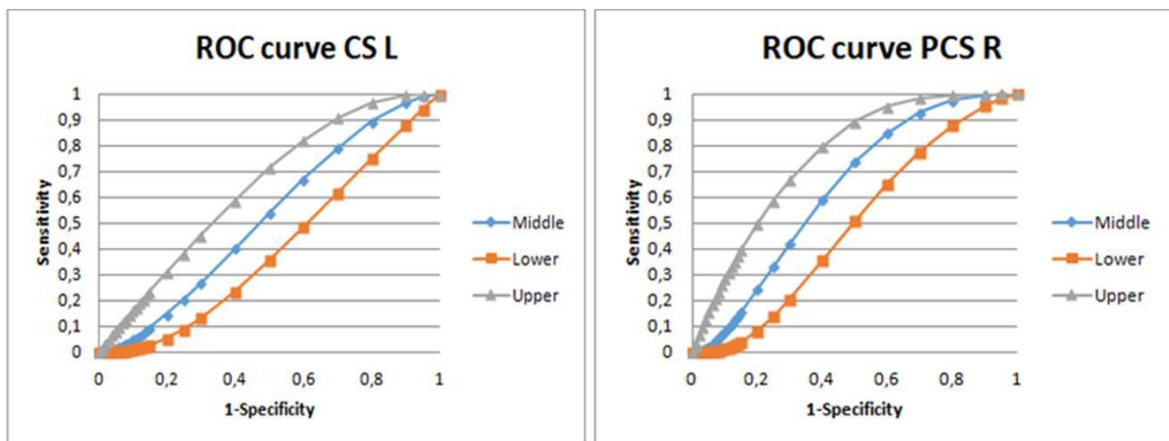 ROC curve CS L
1
0,9
0,8
0,7
0,6
0,5
0,4
0,3
0,2
0,1
0
Sensitivity
0
0,2
0,4
0,6
0,8
1
1-Specificity
Middle
Lower
Upper
ROC curve PCS R
1
0,9
0,8
0,7
0,6
0,5
0,4
0,3
0,2
0,1
0
Sensitivity
0
0,2
0,4
0,6
0,8
1
1-Specificity
Middle
Lower
Upper